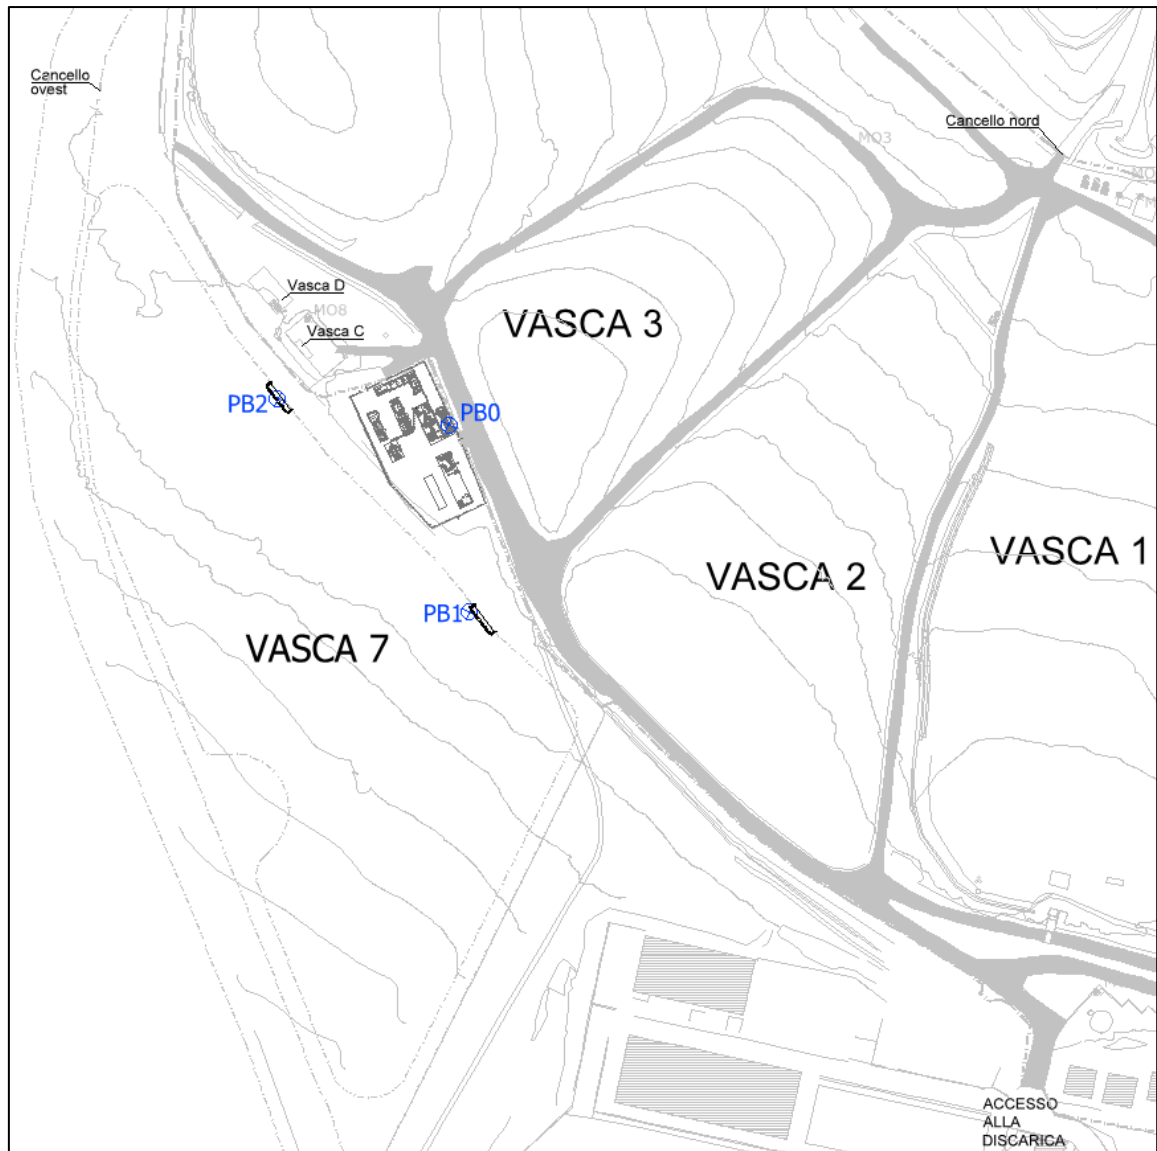 Cancello
ovest
Cancello nord
MO3
Vasca D
MO8
Vasca C
VASCA 3
PB2
PB0
VASCA 1
VASCA 2
PB1
VASCA 7
ACCESSO
ALLA
DISCARICA